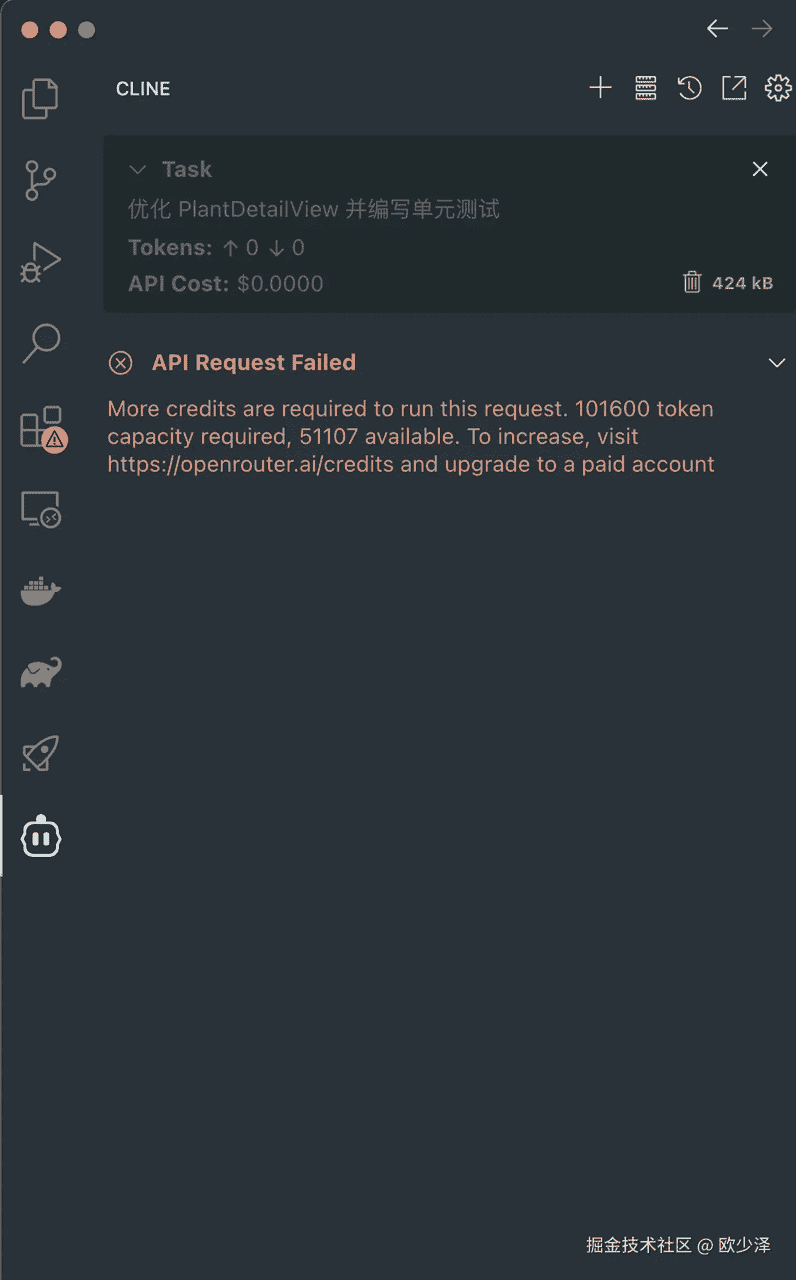 CLINE
Task
优化 PlantDetailView 并编写单元测试
Tokens: ↑ 0 ↓ 0
API Cost: $0.0000
424 kB
API Request Failed
More credits are required to run this request. 101600 token
capacity required, 51107 available. To increase, visit
https://openrouter.ai/credits and upgrade to a paid account
掘金技术社区 @ 欧少泽